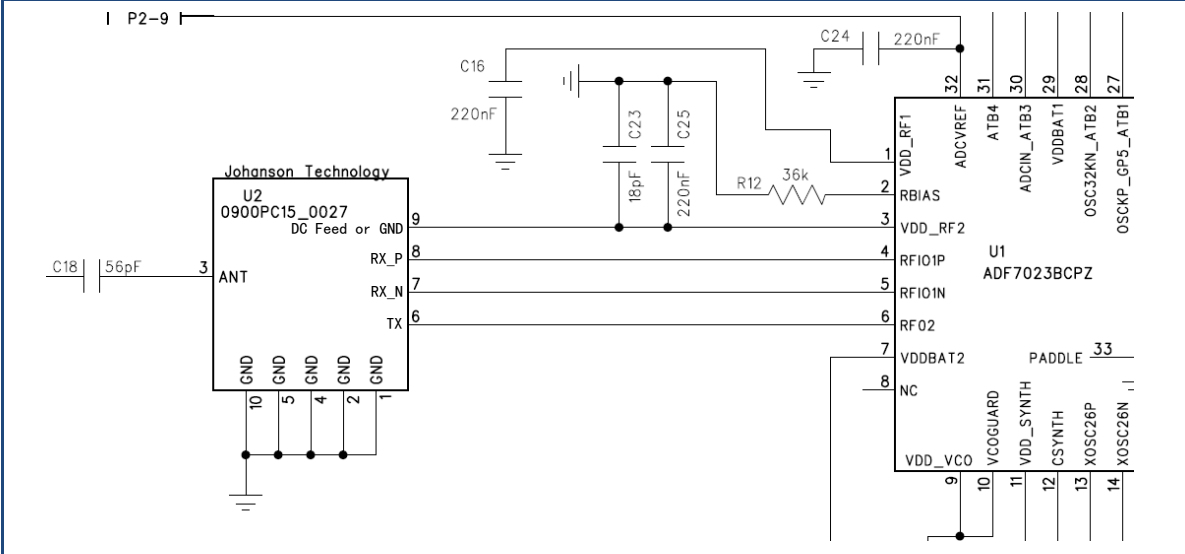 P2-9
C24
220nF
C16
220nF
C23
18pF
C25
220nF
R12
36k
32
31
30
29
28
27
ADCVREF
ATB4
ADCIN_ATB3
VDDBAT1
OSC32KN_ATB2
OSCKP_GP5_ATB1
1
VDD_RF1
2
RBIAS
3
VDD_RF2
4
RFIO1P
5
RFIO1N
6
RFO2
7
VDDBAT2
8
NC
U1
ADF7023BCPZ
PADDLE
33
VDD_VCO
VCOGUARD
VDD_SYNTH
CSYNTH
XOSC26P
XOSC26N
9
10
11
12
13
14
Johanson Technology
U2
0900PC15_0027
DC Feed or GND
9
RX_P
8
RX_N
7
TX
6
C18
56pF
3
ANT
GND
GND
GND
GND
GND
10
5
4
2
1